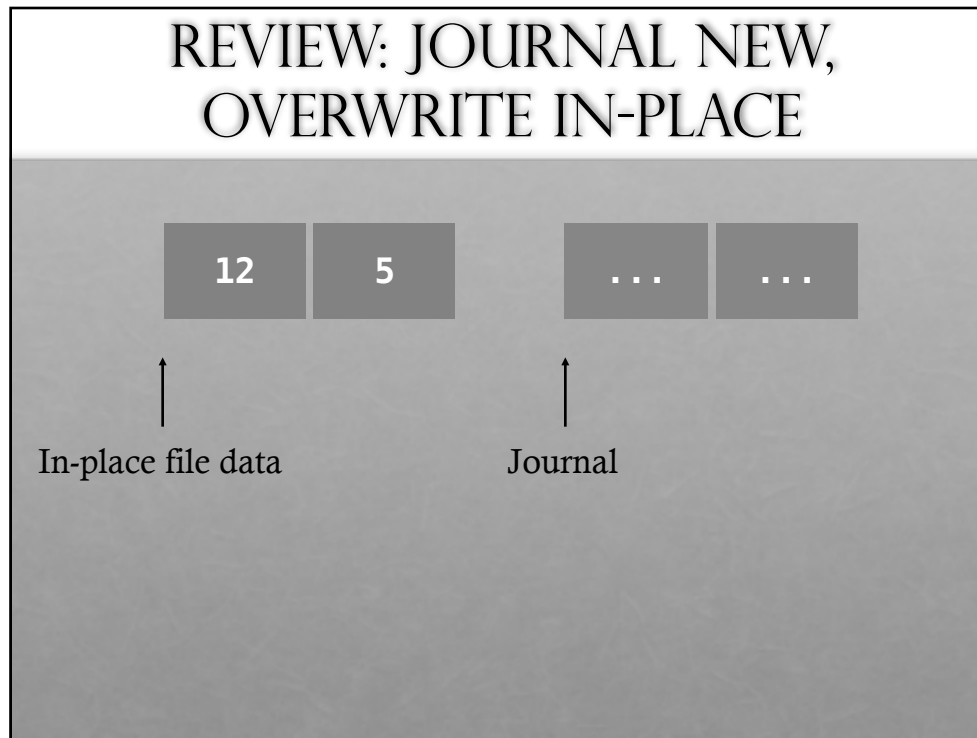 REVIEW: JOURNAL NEW,
OVERWRITE IN-PLACE
12 5 ... ...
In-place file data Journal